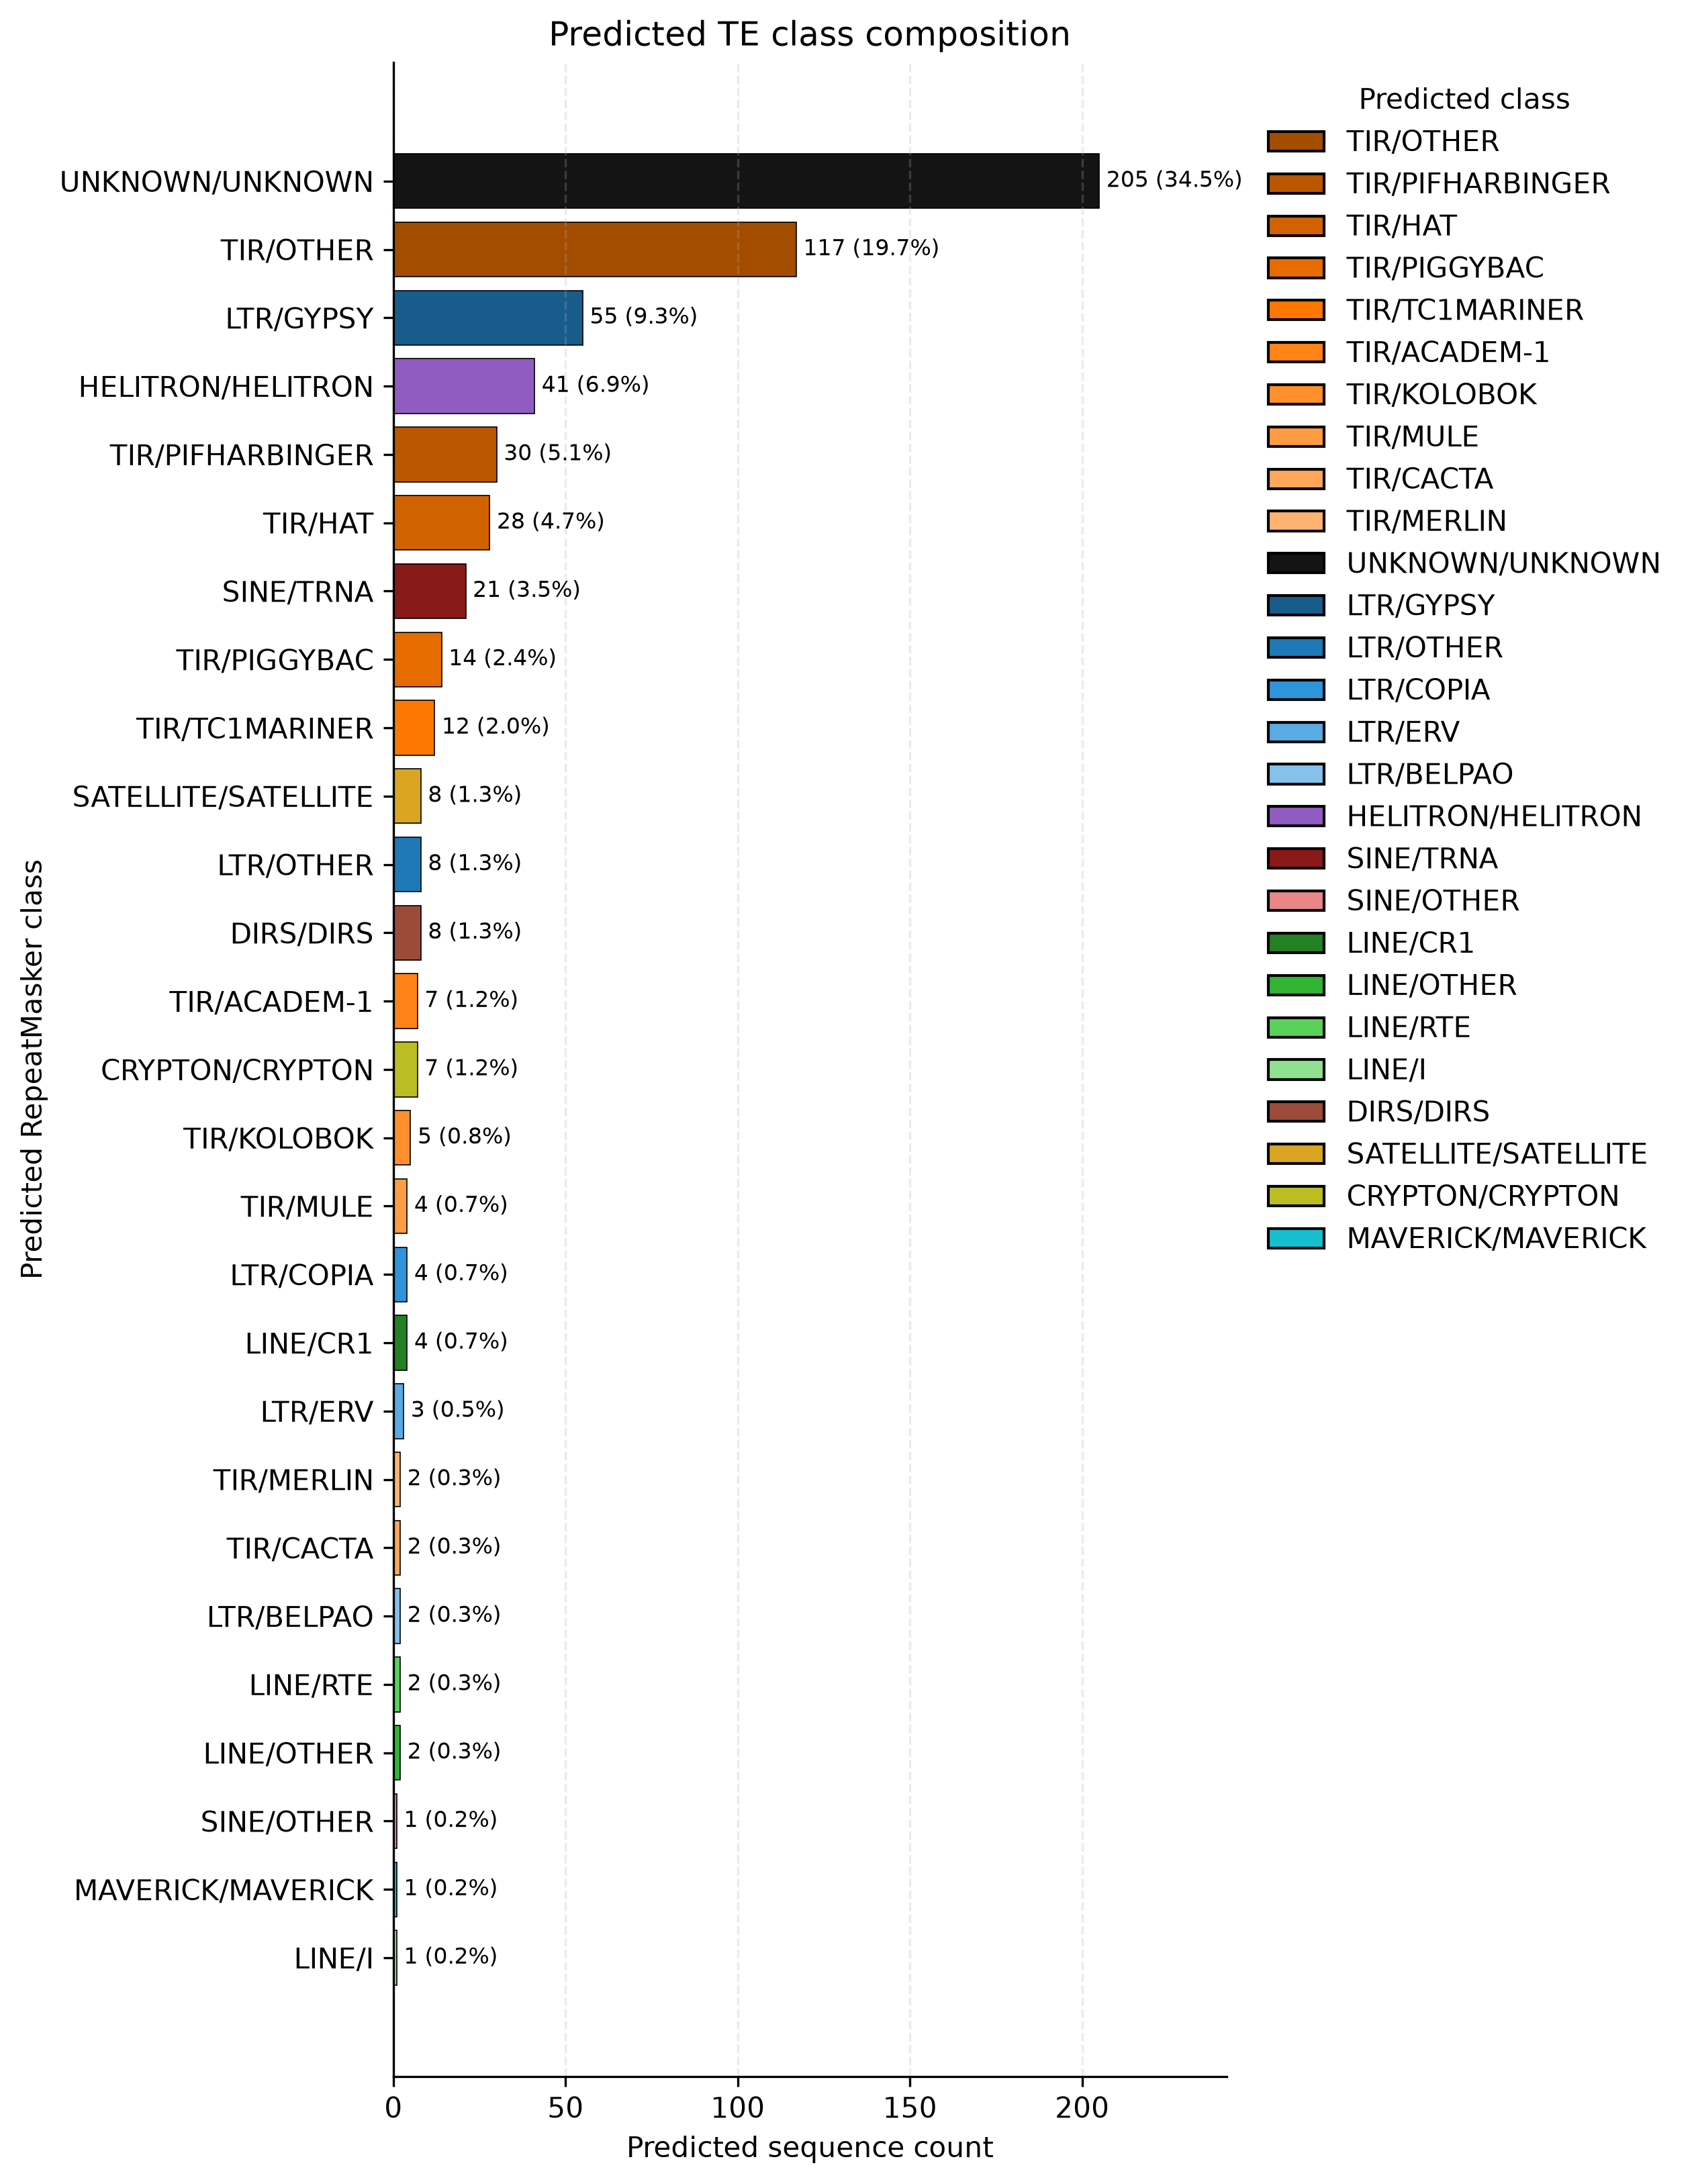 Predicted TE class composition
UNKNOWN/UNKNOWN 205 (34.5%)
TIR/OTHER 117 (19.7%)
LTR/GYPSY 55 (9.3%)
HELITRON/HELITRON 41 (6.9%)
TIR/PIFHARBINGER 30 (5.1%)
TIR/HAT 28 (4.7%)
SINE/TRNA 21 (3.5%)
TIR/PIGGYBAC 14 (2.4%)
TIR/TC1MARINER 12 (2.0%)
SATELLITE/SATELLITE 8 (1.3%)
LTR/OTHER 8 (1.3%)
DIRS/DIRS 8 (1.3%)
TIR/ACADEM-1 7 (1.2%)
CRYPTON/CRYPTON 7 (1.2%)
TIR/KOLOBOK 5 (0.8%)
TIR/MULE 4 (0.7%)
LTR/COPIA 4 (0.7%)
LINE/CR1 4 (0.7%)
LTR/ERV 3 (0.5%)
TIR/MERLIN 2 (0.3%)
TIR/CACTA 2 (0.3%)
LTR/BELPAO 2 (0.3%)
LINE/RTE 2 (0.3%)
LINE/OTHER 2 (0.3%)
SINE/OTHER 1 (0.2%)
MAVERICK/MAVERICK 1 (0.2%)
LINE/I 1 (0.2%)
0 50 100 150 200
Predicted sequence count
Predicted RepeatMasker class
Predicted class
TIR/OTHER
TIR/PIFHARBINGER
TIR/HAT
TIR/PIGGYBAC
TIR/TC1MARINER
TIR/ACADEM-1
TIR/KOLOBOK
TIR/MULE
TIR/CACTA
TIR/MERLIN
UNKNOWN/UNKNOWN
LTR/GYPSY
LTR/OTHER
LTR/COPIA
LTR/ERV
LTR/BELPAO
HELITRON/HELITRON
SINE/TRNA
SINE/OTHER
LINE/CR1
LINE/OTHER
LINE/RTE
LINE/I
DIRS/DIRS
SATELLITE/SATELLITE
CRYPTON/CRYPTON
MAVERICK/MAVERICK